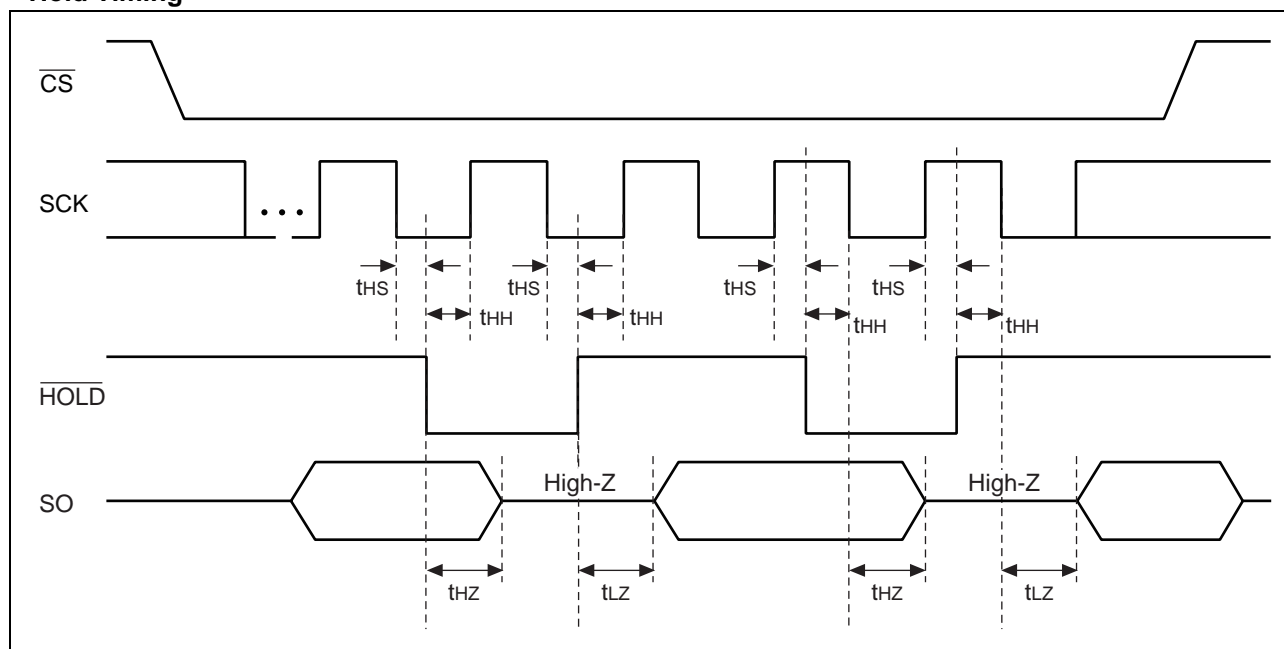 Hold Timing
CS
SCK
• • •
tHS
tHS
tHS
tHS
tHH
tHH
tHH
tHH
HOLD
High-Z
High-Z
SO
tHZ
tLZ
tHZ
tLZ